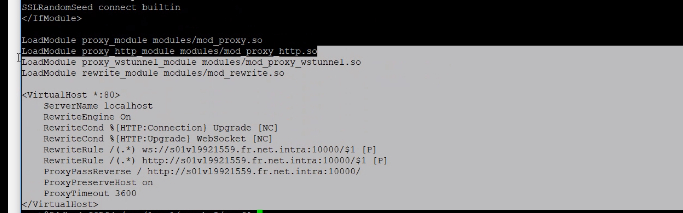 SSLRandomSeed connect builtin
</IfModule>
LoadModule proxy_module modules/mod_proxy.so
LoadModule proxy_http_module modules/mod_proxy_http.so
LoadModule proxy_wstunnel_module modules/mod_proxy_wstunnel.so
LoadModule rewrite_module modules/mod_rewrite.so
<VirtualHost *:80>
ServerName localhost
RewriteEngine On
RewriteCond %{HTTP:Connection} Upgrade [NC]
RewriteCond %{HTTP:Upgrade} WebSocket [NC]
RewriteRule /(.*) ws://s01vl9921559.fr.net.intra:10000/$1 [P]
RewriteRule /(.*) http://s01vl9921559.fr.net.intra:10000/$1 [P]
ProxyPassReverse / http://s01vl9921559.fr.net.intra:10000/
ProxyPreserveHost on
ProxyTimeout 3600
</VirtualHost>